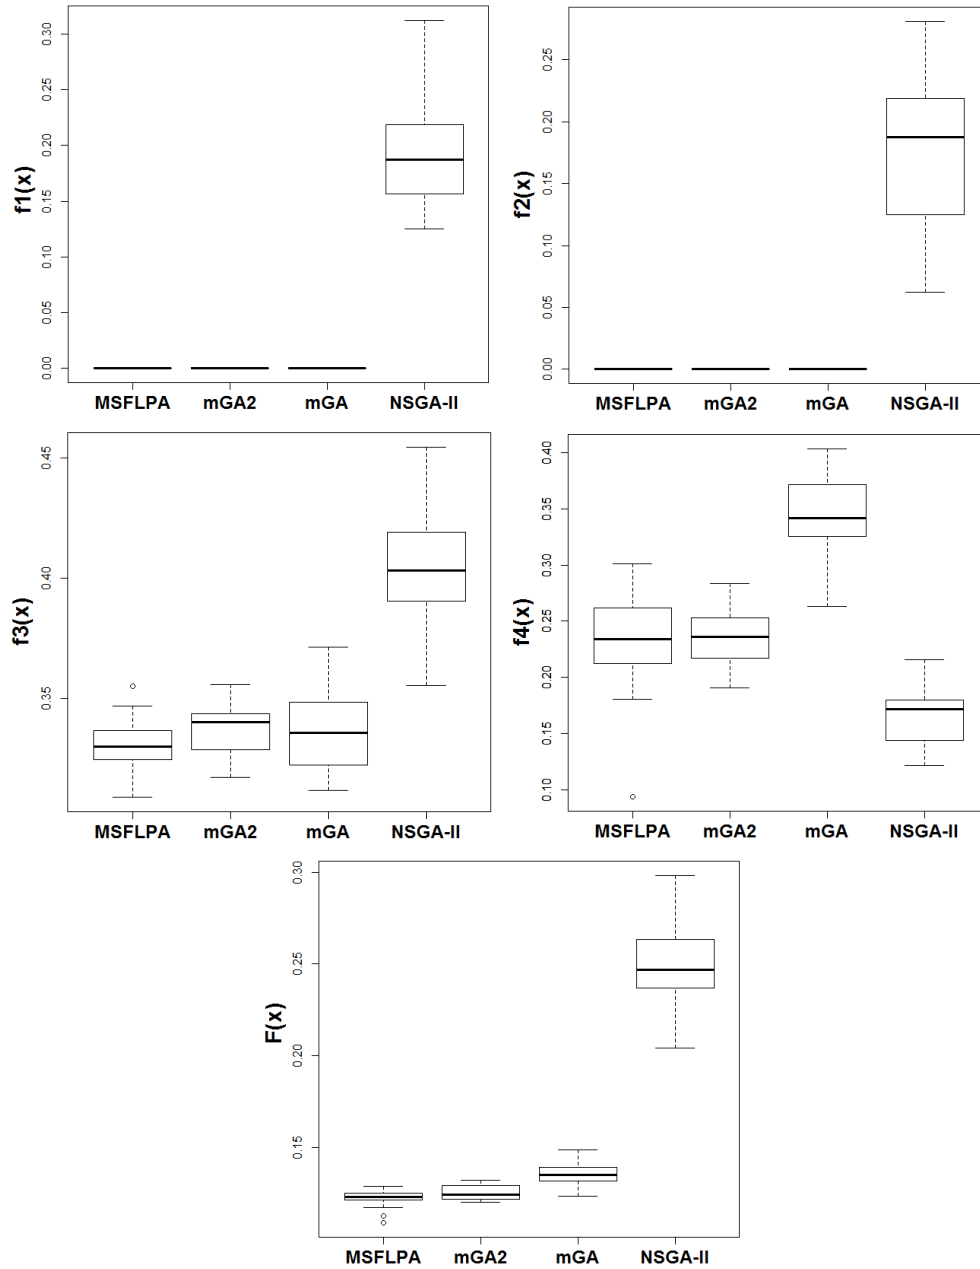 f1(x)
0.30
0.25
0.20
0.15
0.10
0.05
0.00
MSFLPA mGA2 mGA NSGA-II
f2(x)
0.25
0.20
0.15
0.10
0.05
0.00
MSFLPA mGA2 mGA NSGA-II
f3(x)
0.45
0.40
0.35
MSFLPA mGA2 mGA NSGA-II
f4(x)
0.40
0.35
0.30
0.25
0.20
0.15
0.10
MSFLPA mGA2 mGA NSGA-II
F(x)
0.30
0.25
0.20
0.15
MSFLPA mGA2 mGA NSGA-II